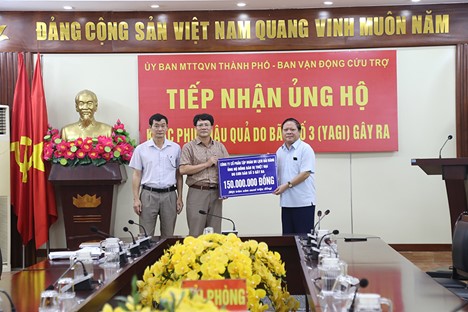 ĐẢNG CỘNG SẢN VIỆT NAM QUANG VINH MUÔN NĂM
ỦY BAN MTTQVN THÀNH PHỐ - BAN VẬN ĐỘNG CỨU TRỢ
TIẾP NHẬN ỦNG HỘ
PHỤC HẬU QUẢ DO BÃO SỐ 3 (YAGI) GÂY RA
150.000.000 ĐỒNG
HẢI PHÒNG